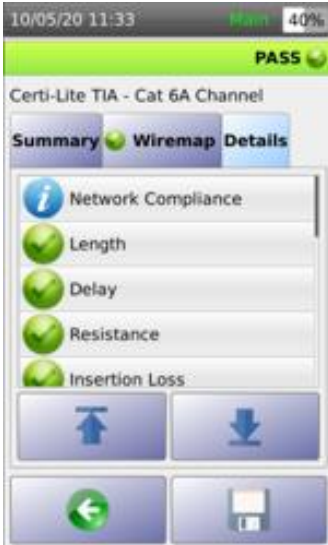 10/05/20 11:33 Main 40%
PASS
Certi-Lite TIA - Cat 6A Channel
Summary Wiremap Details
Network Compliance
Length
Delay
Resistance
Insertion Loss